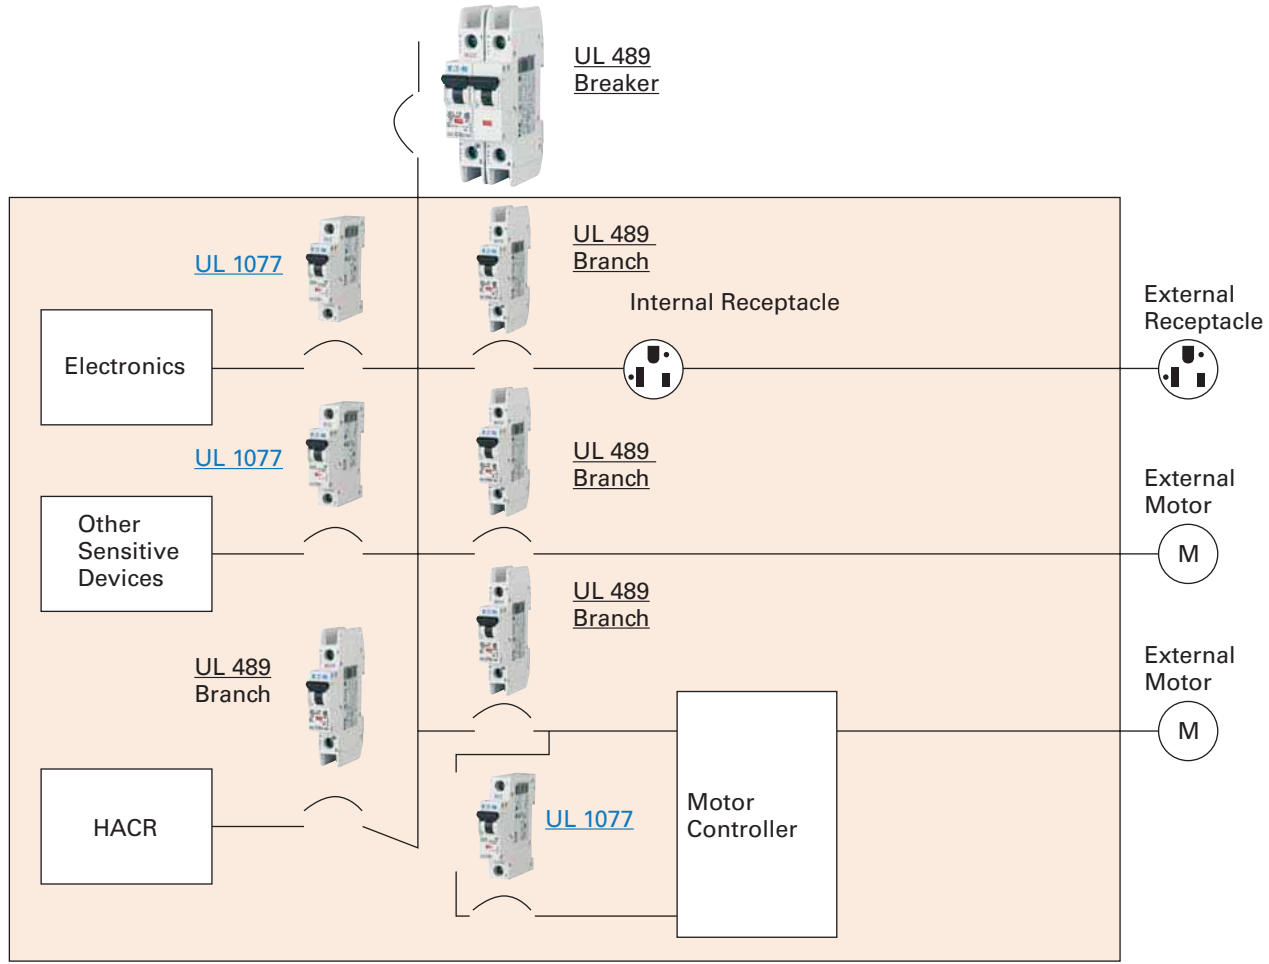 UL 489
Breaker
UL 1077
UL 489
Branch
Internal Receptacle
External
Receptacle
Electronics
UL 1077
UL 489
Branch
External
Motor
Other
Sensitive
Devices
M
UL 489
Branch
UL 489
Branch
External
Motor
M
HACR
UL 1077
Motor
Controller